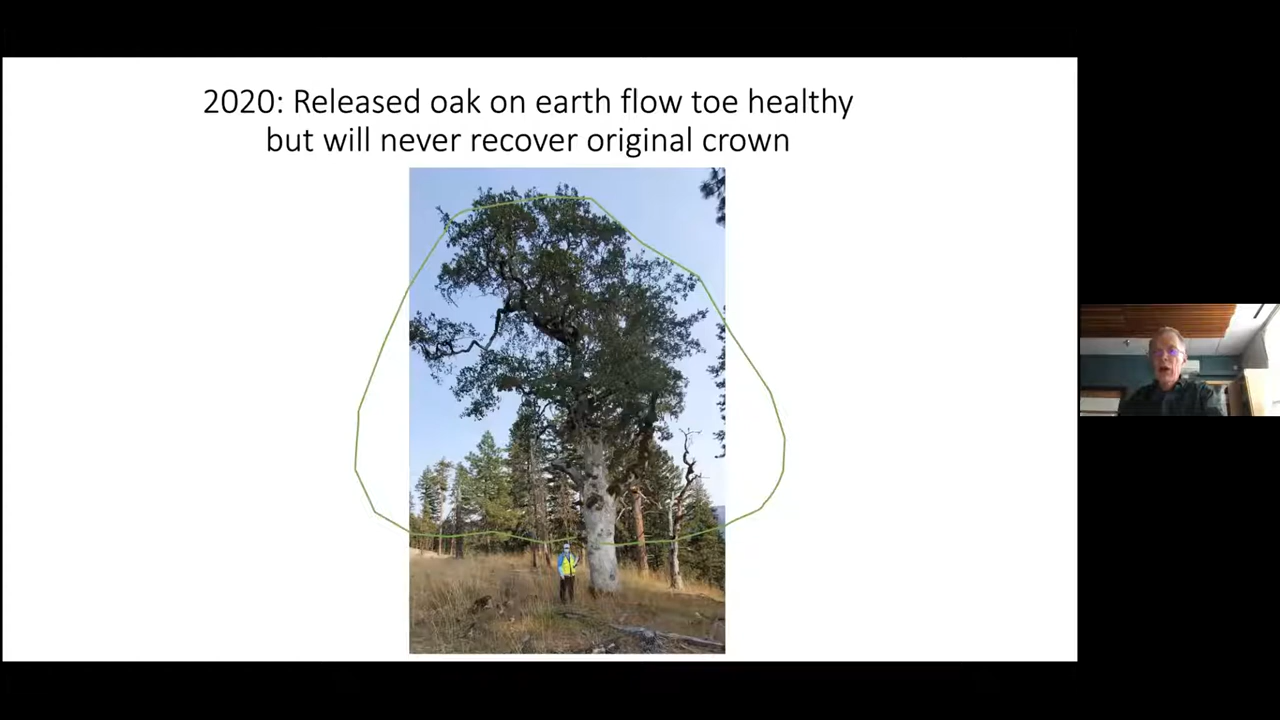 2020: Released oak on earth flow toe healthy
but will never recover original crown